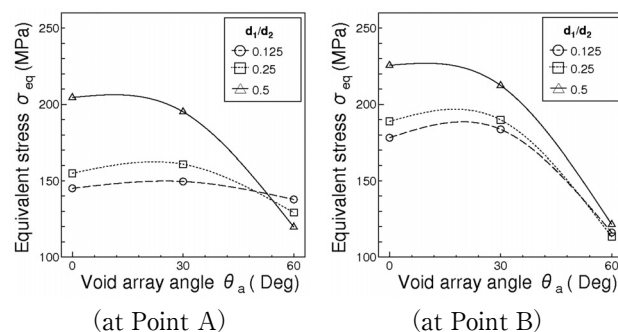 250
200
150
100
Equivalent stress σeq (MPa)
d1/d2
0.125
0.25
0.5
0
30
60
Void array angle θa ( Deg)
(at Point A)
250
200
150
100
Equivalent stress σeq (MPa)
d1/d2
0.125
0.25
0.5
0
30
60
Void array angle θa ( Deg)
(at Point B)